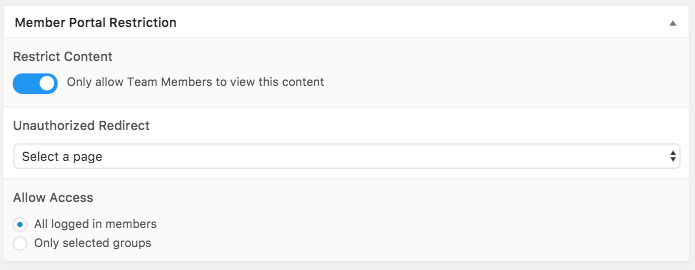 Member Portal Restriction
Restrict Content
Only allow Team Members to view this content
Unauthorized Redirect
Select a page
Allow Access
All logged in members
Only selected groups